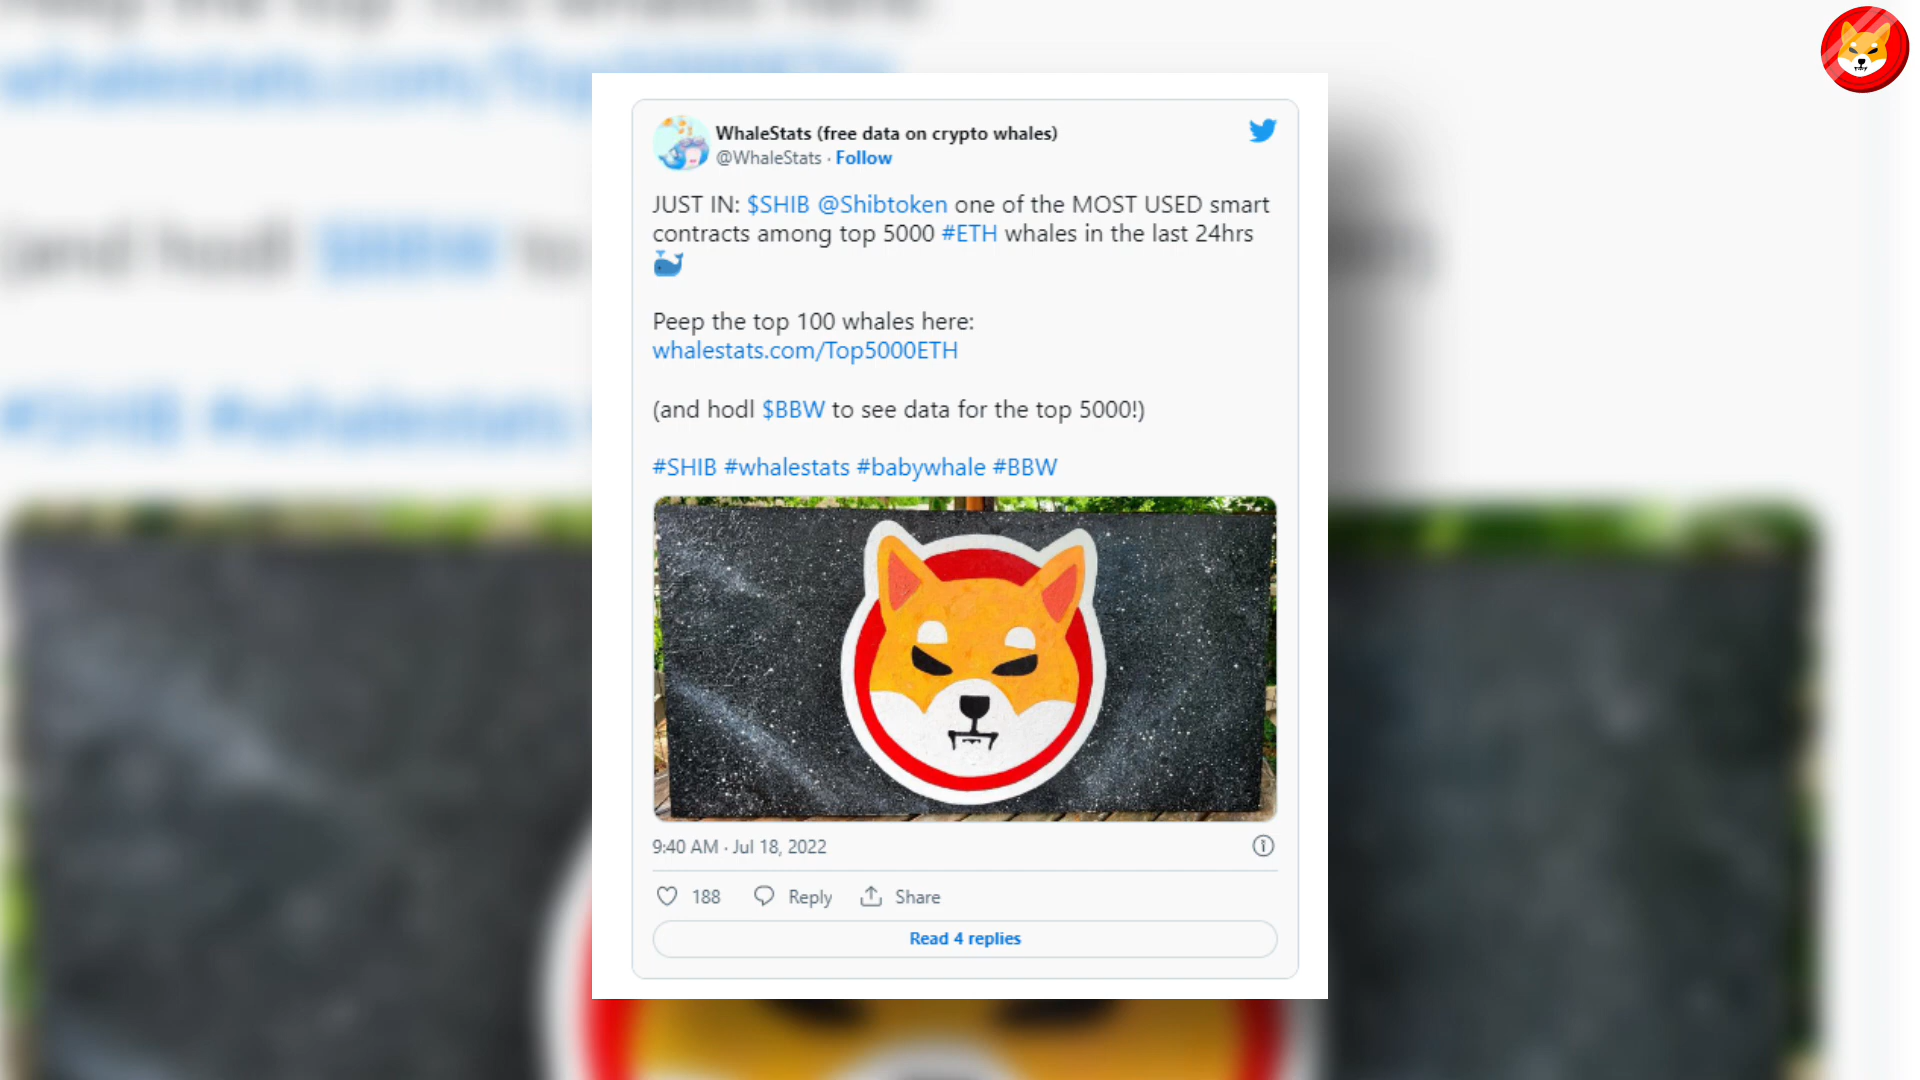 WhaleStats (free data on crypto whales)
@WhaleStats · Follow
JUST IN: $SHIB @Shibtoken one of the MOST USED smart
contracts among top 5000 #ETH whales in the last 24hrs
🐳
Peep the top 100 whales here:
whalestats.com/Top5000ETH
(and hodl $BBW to see data for the top 5000!)
#SHIB #whalestats #babywhale #BBW
9:40 AM · Jul 18, 2022
188 Reply Share
Read 4 replies